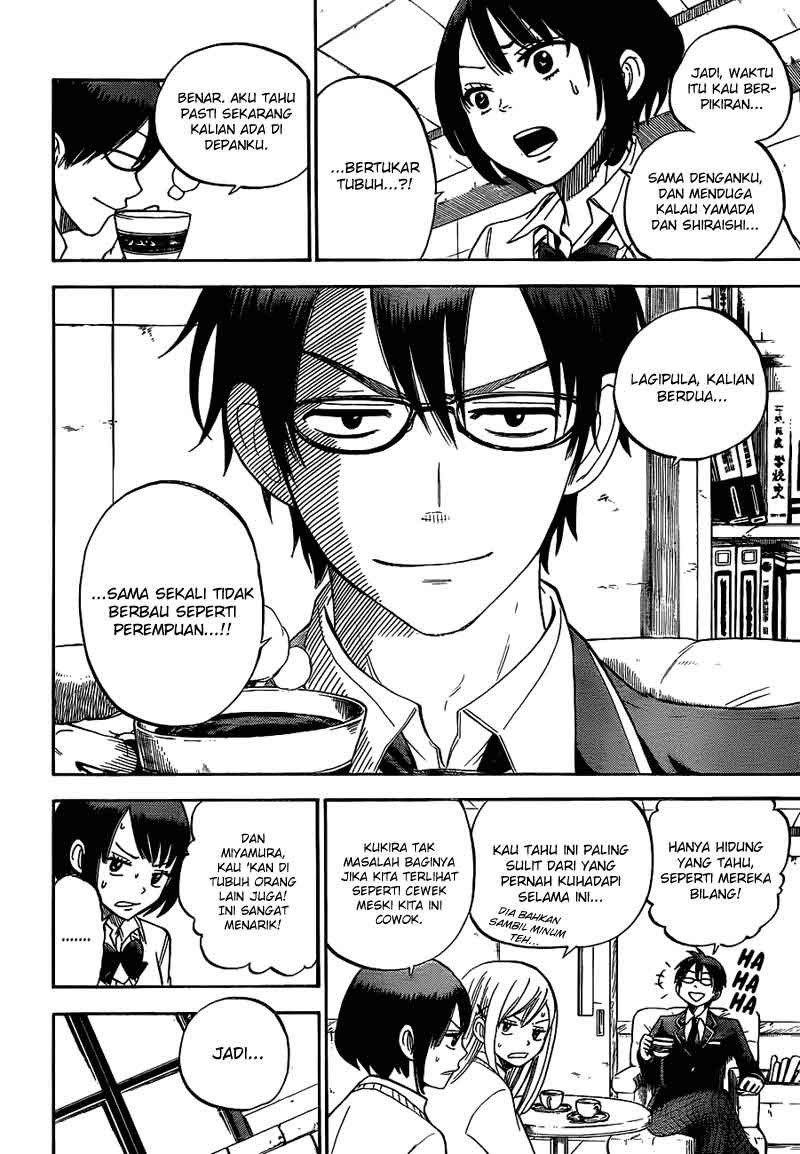 JADI, WAKTU
ITU KAU BER-
PIKIRAN...
SAMA DENGANKU,
DAN MENDUGA
KALAU YAMADA
DAN SHIRAISHI...
...BERTUKAR
TUBUH...?!
BENAR. AKU TAHU
PASTI SEKARANG
KALIAN ADA DI
DEPANKU.
LAGIPULA, KALIAN
BERDUA...
...SAMA SEKALI TIDAK
BERBAU SEPERTI
PEREMPUAN...!!
学校史
HANYA HIDUNG
YANG TAHU,
SEPERTI MEREKA
BILANG!
HA
HA
HA
KAU TAHU INI PALING
SULIT DARI YANG
PERNAH KUHADAPI
SELAMA INI...
DIA BAHKAN
SAMBIL MINUM
TEH...
KUKIRA TAK
MASALAH BAGINYA
JIKA KITA TERLIHAT
SEPERTI CEWEK
MESKI KITA INI
COWOK.
DAN
MIYAMURA,
KAU 'KAN DI
TUBUH ORANG
LAIN JUGA!
INI SANGAT
MENARIK!
........
JADI...